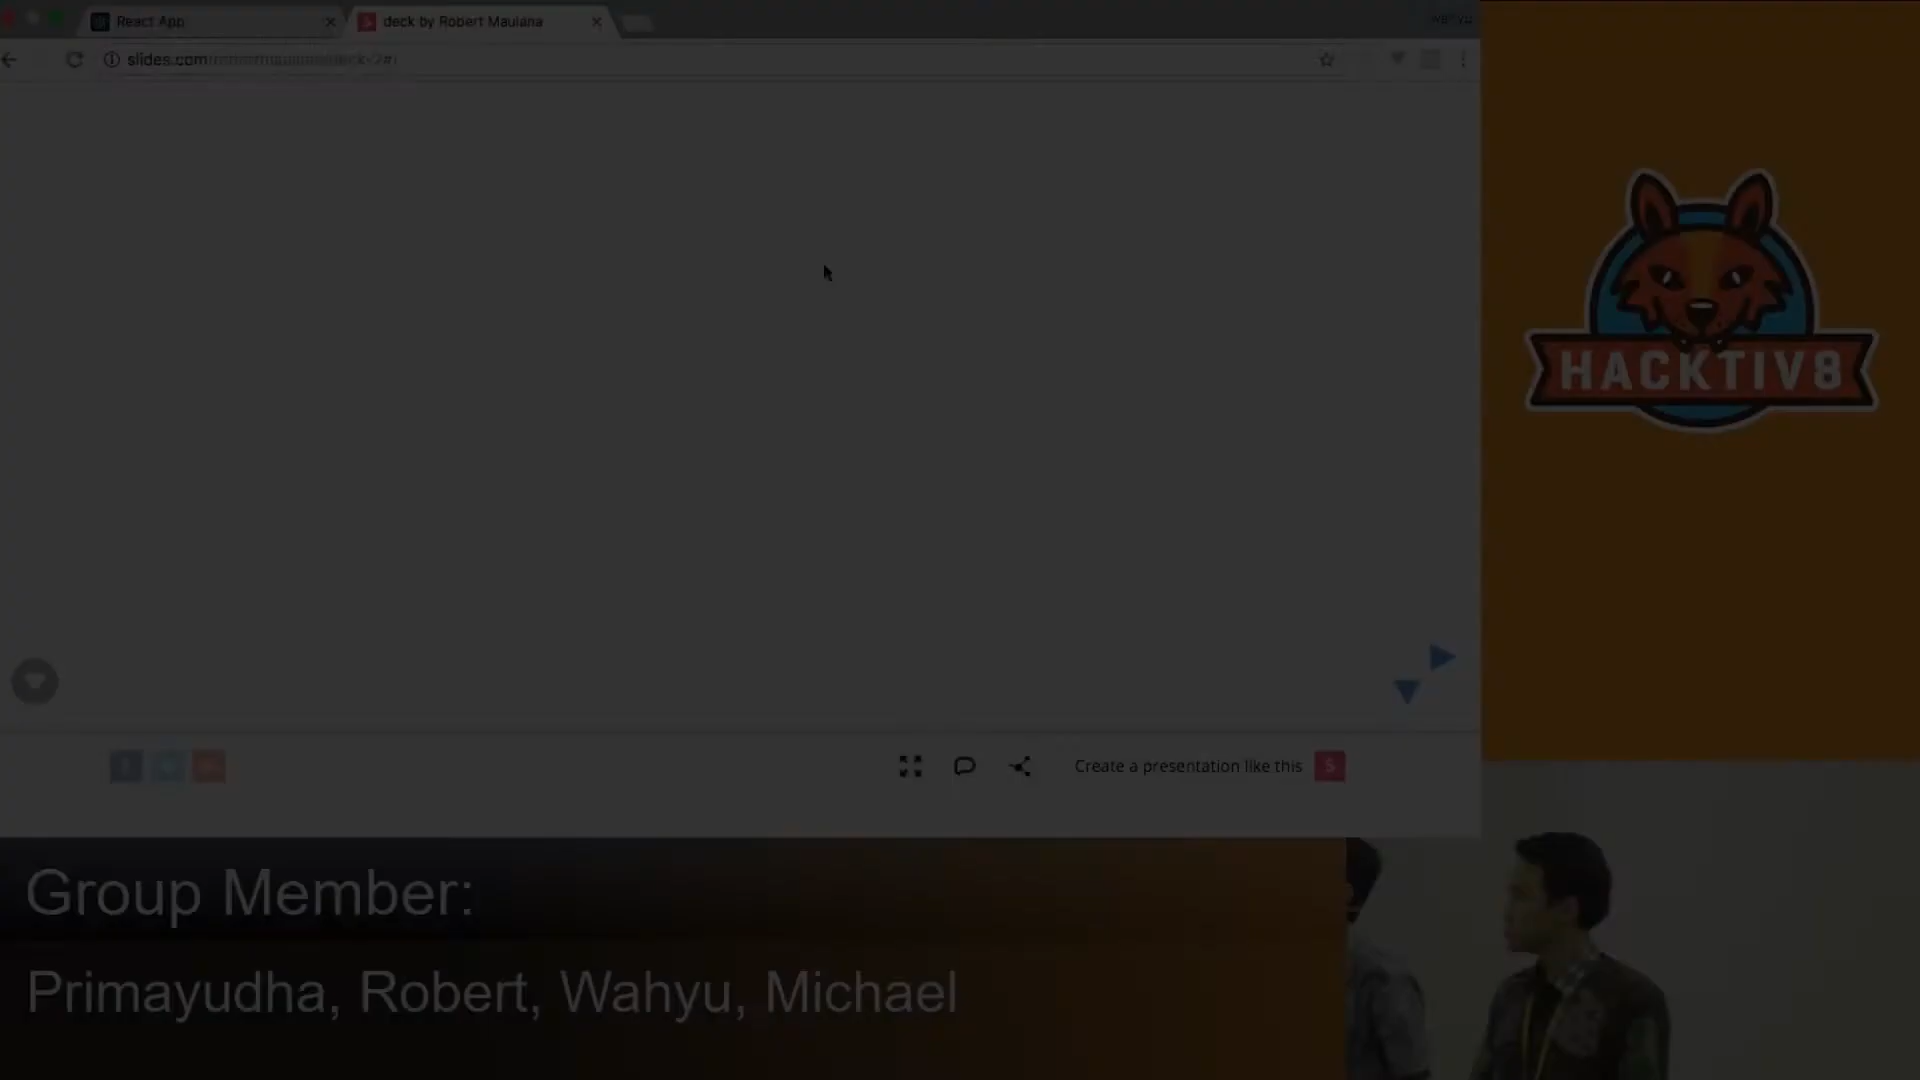 React App
deck by Robert Maulana
slides.com
HACKTIV8
Create a presentation like this
S
Group Member:
Primayudha, Robert, Wahyu, Michael